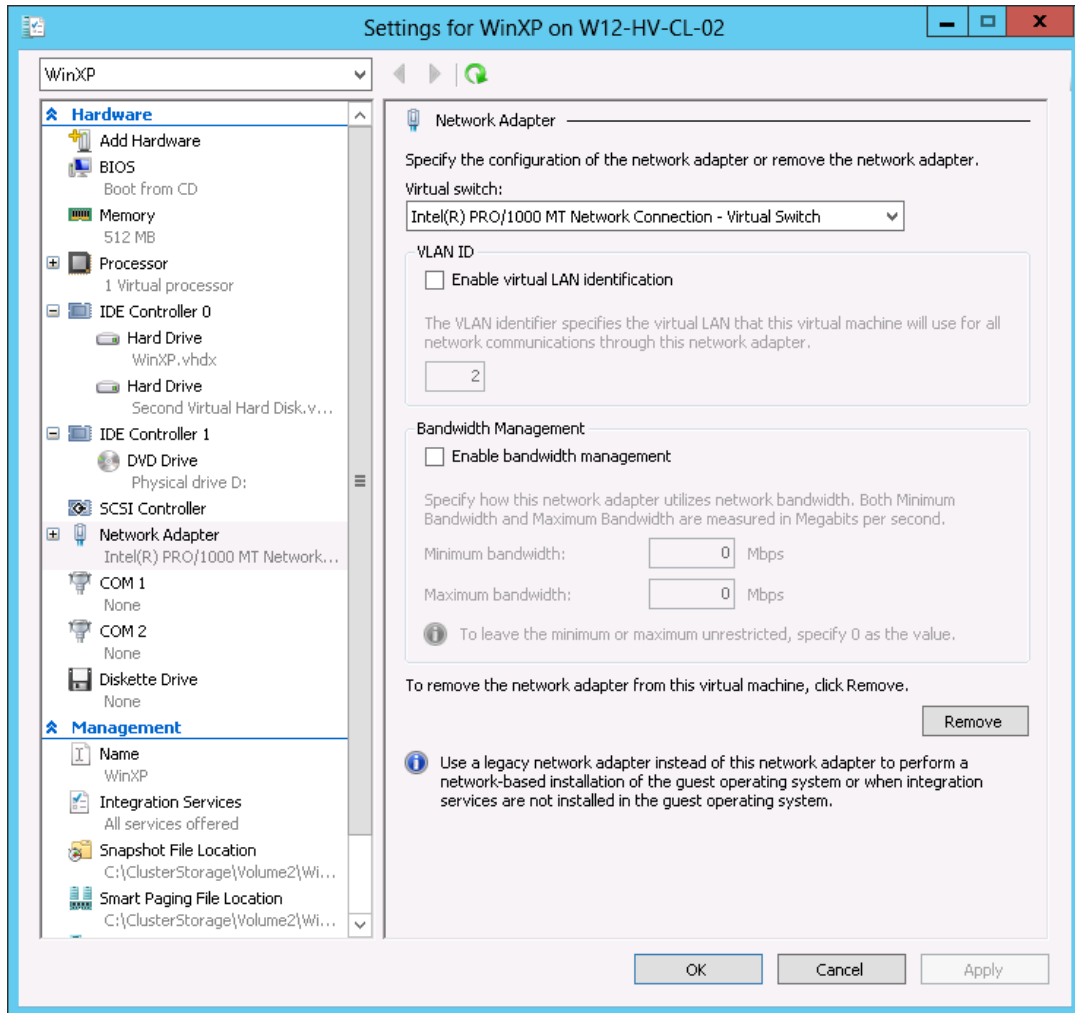 Settings for WinXP on W12-HV-CL-02
WinXP
Hardware
Add Hardware
BIOS
Boot from CD
Memory
512 MB
Processor
1 Virtual processor
IDE Controller 0
Hard Drive
WinXP.vhdx
Hard Drive
Second Virtual Hard Disk.v...
IDE Controller 1
DVD Drive
Physical drive D:
SCSI Controller
Network Adapter
Intel(R) PRO/1000 MT Network...
COM 1
None
COM 2
None
Diskette Drive
None
Management
Name
WinXP
Integration Services
All services offered
Snapshot File Location
C:\ClusterStorage\Volume2\Wi...
Smart Paging File Location
C:\ClusterStorage\Volume2\Wi...
Network Adapter
Specify the configuration of the network adapter or remove the network adapter.
Virtual switch:
Intel(R) PRO/1000 MT Network Connection - Virtual Switch
VLAN ID
Enable virtual LAN identification
The VLAN identifier specifies the virtual LAN that this virtual machine will use for all
network communications through this network adapter.
2
Bandwidth Management
Enable bandwidth management
Specify how this network adapter utilizes network bandwidth. Both Minimum
Bandwidth and Maximum Bandwidth are measured in Megabits per second.
Minimum bandwidth: 0 Mbps
Maximum bandwidth: 0 Mbps
To leave the minimum or maximum unrestricted, specify 0 as the value.
To remove the network adapter from this virtual machine, click Remove.
Remove
Use a legacy network adapter instead of this network adapter to perform a
network-based installation of the guest operating system or when integration
services are not installed in the guest operating system.
OK Cancel Apply